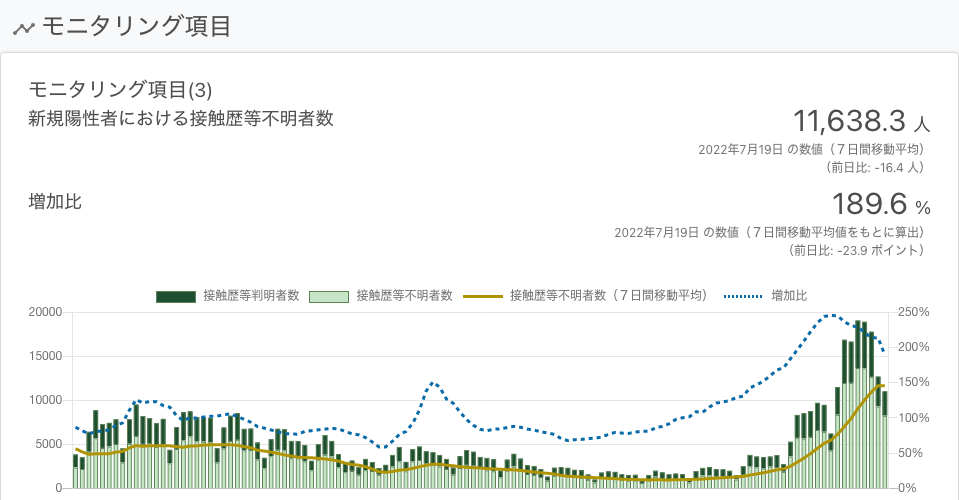 モニタリング項目
モニタリング項目(3)
新規陽性者における接触歴等不明者数
11,638.3 人
2022年7月19日 の数値（７日間移動平均）
（前日比: -16.4 人）
増加比
189.6 %
2022年7月19日 の数値（７日間移動平均値をもとに算出）
（前日比: -23.9 ポイント）
接触歴等判明者数 接触歴等不明者数 接触歴等不明者数（７日間移動平均） 増加比
20000 250%
200%
15000
150%
10000
100%
5000
50%
0 0%